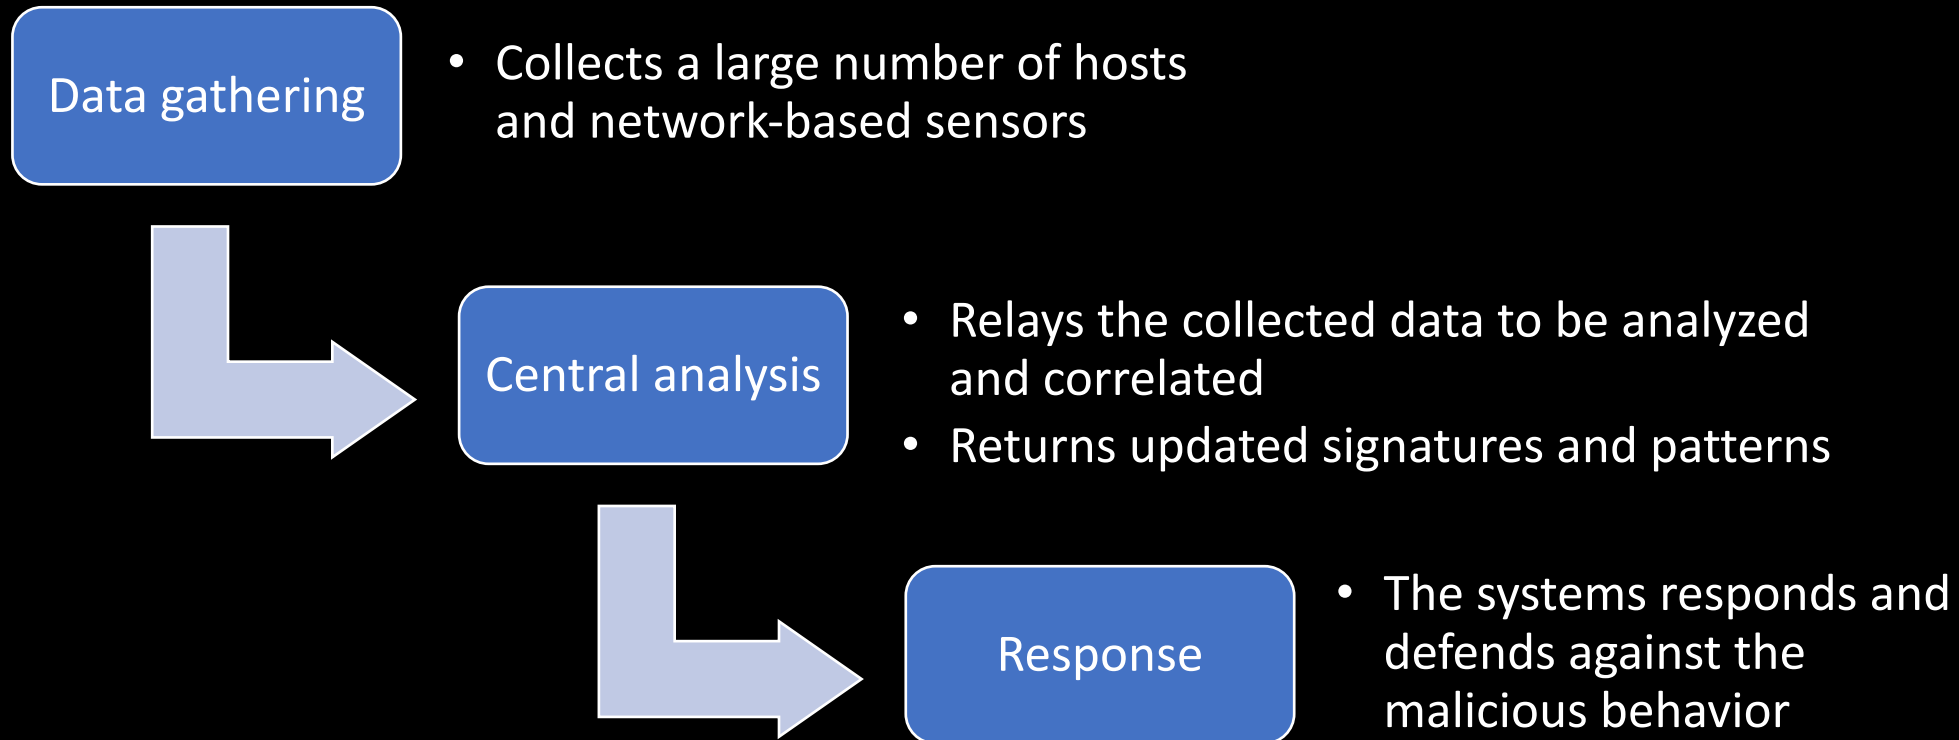 Data gathering
• Collects a large number of hosts
and network-based sensors
Central analysis
• Relays the collected data to be analyzed
and correlated
• Returns updated signatures and patterns
Response
• The systems responds and
defends against the
malicious behavior